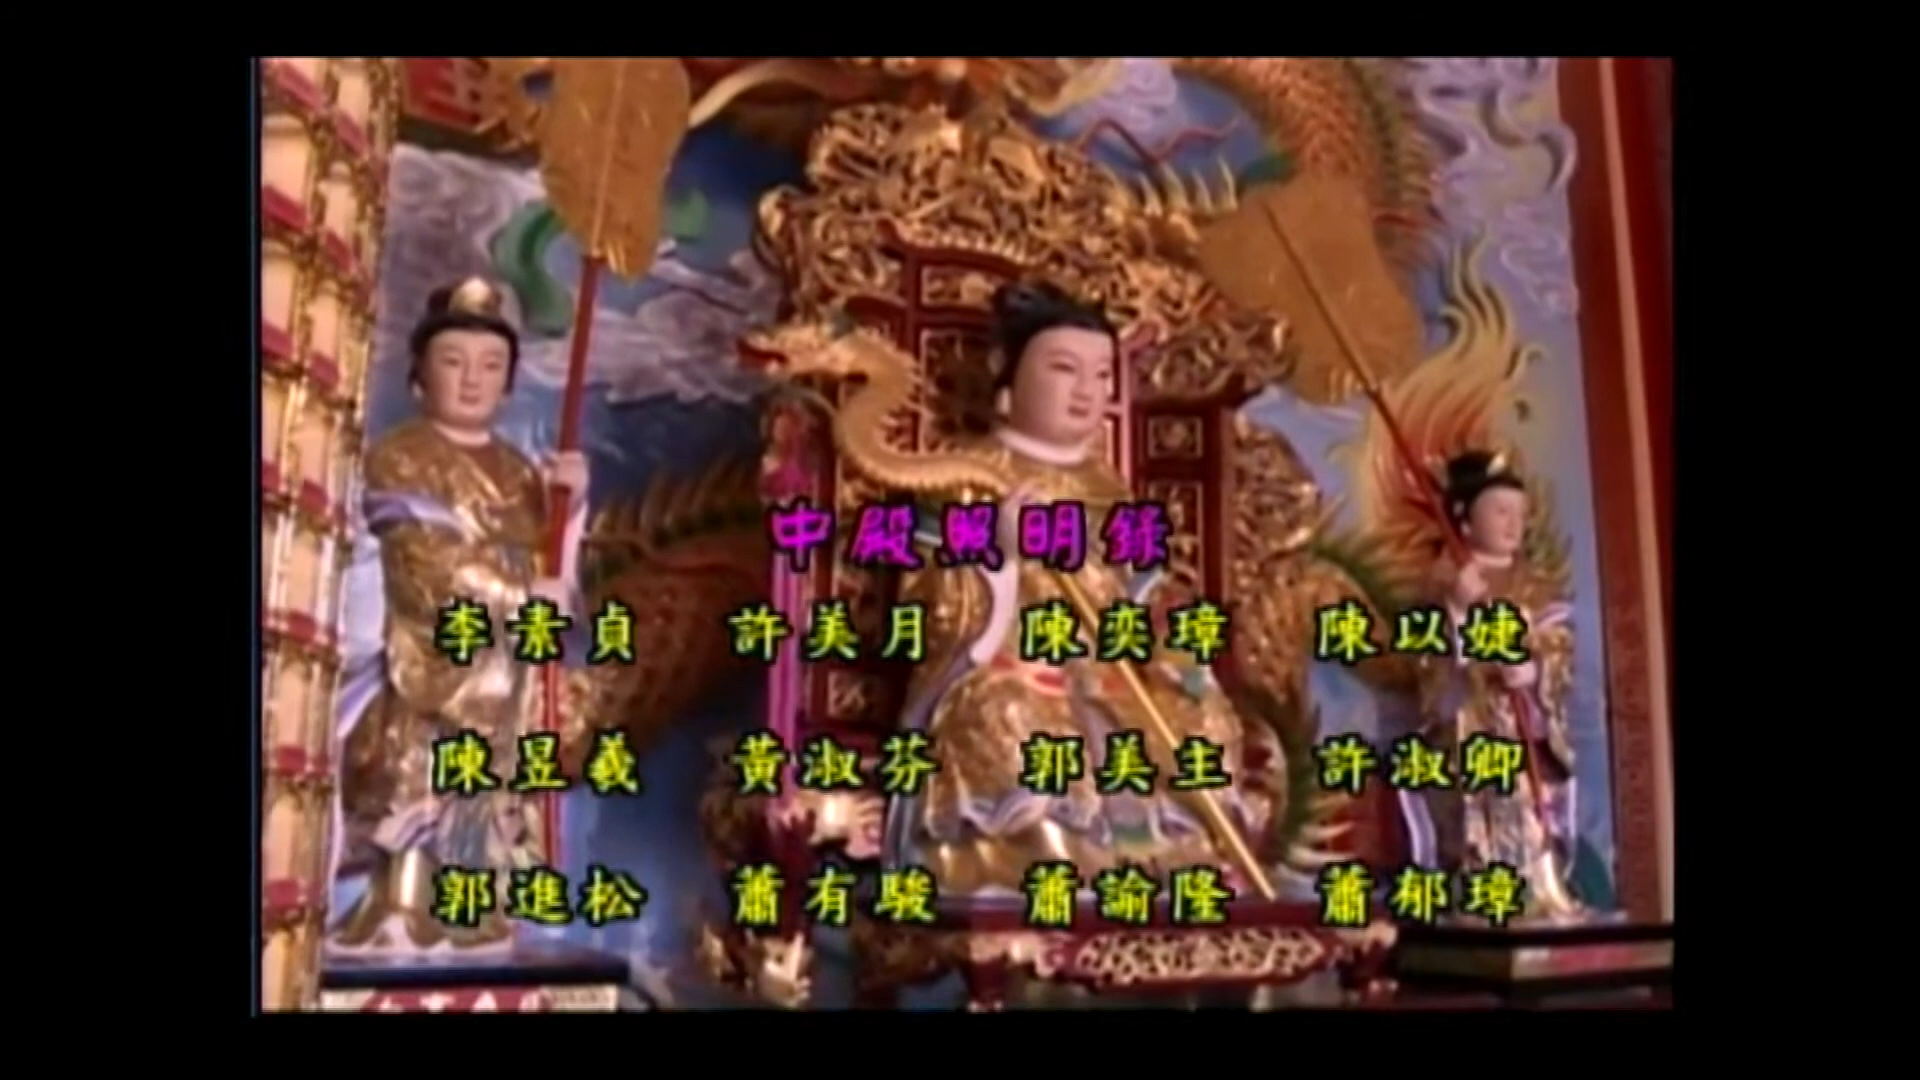 中殿照明錄
李素貞 許美月 陳奕璋 陳以婕
陳昱羲 黃淑芬 郭美主 許淑卿
郭進松 蕭有駿 蕭諭隆 蕭郁璋